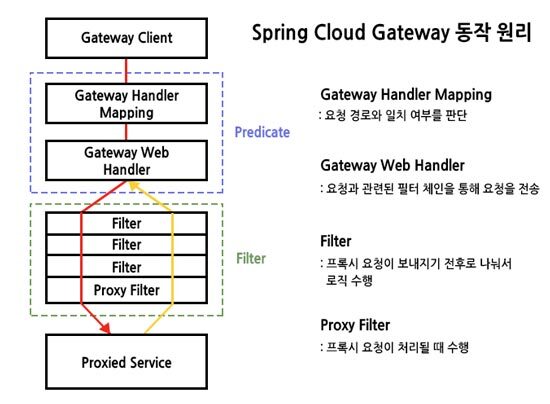 Spring Cloud Gateway 동작 원리
Gateway Client
Gateway Handler
Mapping
Gateway Web
Handler
Predicate
Filter
Filter
Filter
Proxy Filter
Filter
Proxied Service
Gateway Handler Mapping
: 요청 경로와 일치 여부를 판단
Gateway Web Handler
: 요청과 관련된 필터 체인을 통해 요청을 전송
Filter
: 프록시 요청이 보내지기 전후로 나눠서
로직 수행
Proxy Filter
: 프록시 요청이 처리될 때 수행